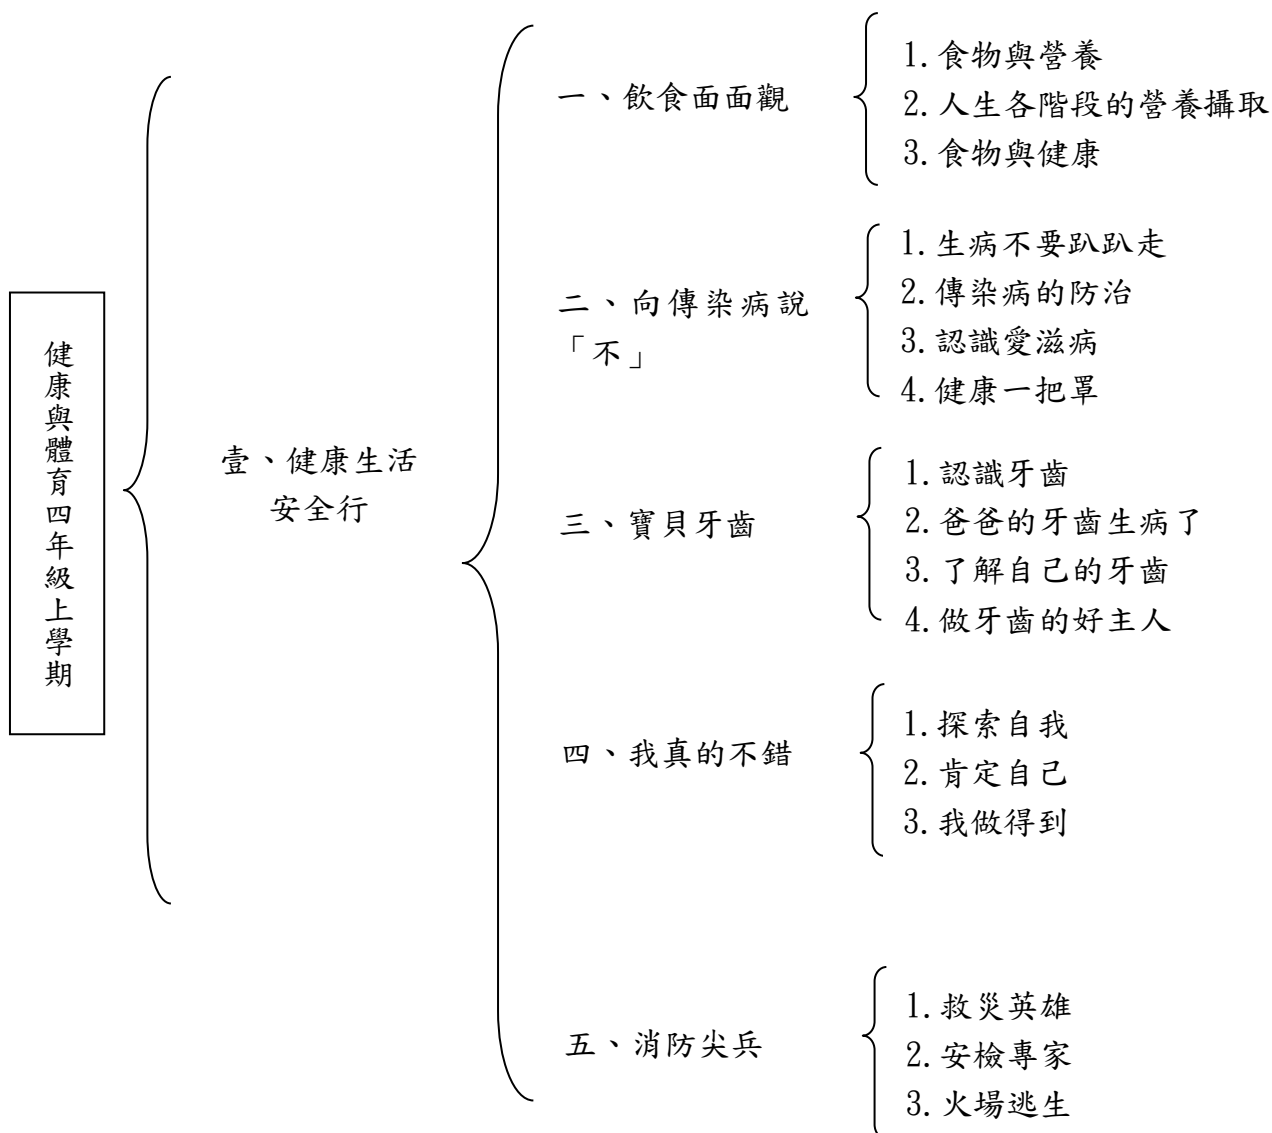 健康與體育四年級上學期
壹、健康生活
安全行
一、飲食面面觀
1.食物與營養
2.人生各階段的營養攝取
3.食物與健康
二、向傳染病說
「不」
1.生病不要趴趴走
2.傳染病的防治
3.認識愛滋病
4.健康一把罩
三、寶貝牙齒
1.認識牙齒
2.爸爸的牙齒生病了
3.了解自己的牙齒
4.做牙齒的好主人
四、我真的不錯
1.探索自我
2.肯定自己
3.我做得到
五、消防尖兵
1.救災英雄
2.安檢專家
3.火場逃生